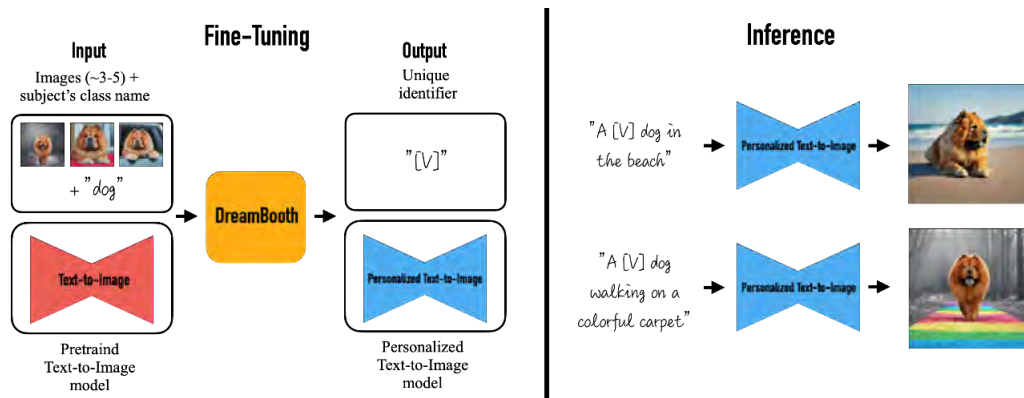 Fine-Tuning
Input
Images (~3-5) +
subject's class name
+ "dog"
Text-to-Image
Pretraind
Text-to-Image
model
DreamBooth
Output
Unique
identifier
"[V]"
Personalized Text-to-Image
Personalized
Text-to-Image
model
Inference
"A [V] dog in
the beach"
Personalized Text-to-Image
"A [V] dog
walking on a
colorful carpet"
Personalized Text-to-Image